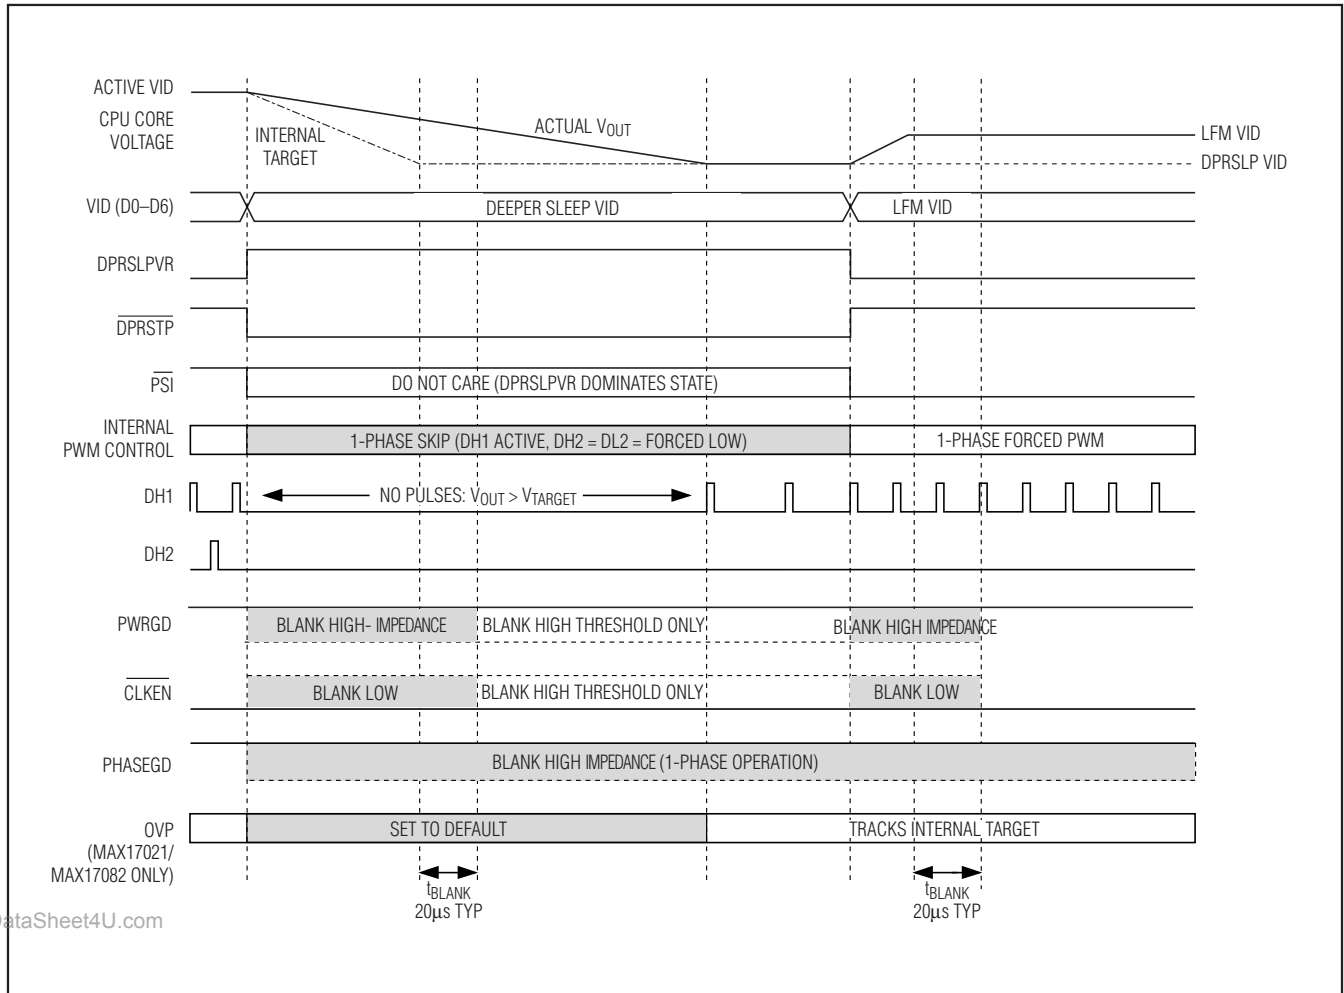 ACTIVE VID
CPU CORE
VOLTAGE
INTERNAL
TARGET
ACTUAL VOUT
LFM VID
DPRSLP VID
VID (D0–D6)
DEEPER SLEEP VID
LFM VID
DPRSLPVR
DPRSTP
PSI
DO NOT CARE (DPRSLPVR DOMINATES STATE)
INTERNAL
PWM CONTROL
1-PHASE SKIP (DH1 ACTIVE, DH2 = DL2 = FORCED LOW)
1-PHASE FORCED PWM
DH1
NO PULSES: VOUT > VTARGET
DH2
PWRGD
BLANK HIGH- IMPEDANCE
BLANK HIGH THRESHOLD ONLY
BLANK HIGH IMPEDANCE
CLKEN
BLANK LOW
BLANK HIGH THRESHOLD ONLY
BLANK LOW
PHASEGD
BLANK HIGH IMPEDANCE (1-PHASE OPERATION)
OVP
(MAX17021/
MAX17082 ONLY)
SET TO DEFAULT
TRACKS INTERNAL TARGET
tBLANK
20μs TYP
tBLANK
20μs TYP
DataSheet4U.com